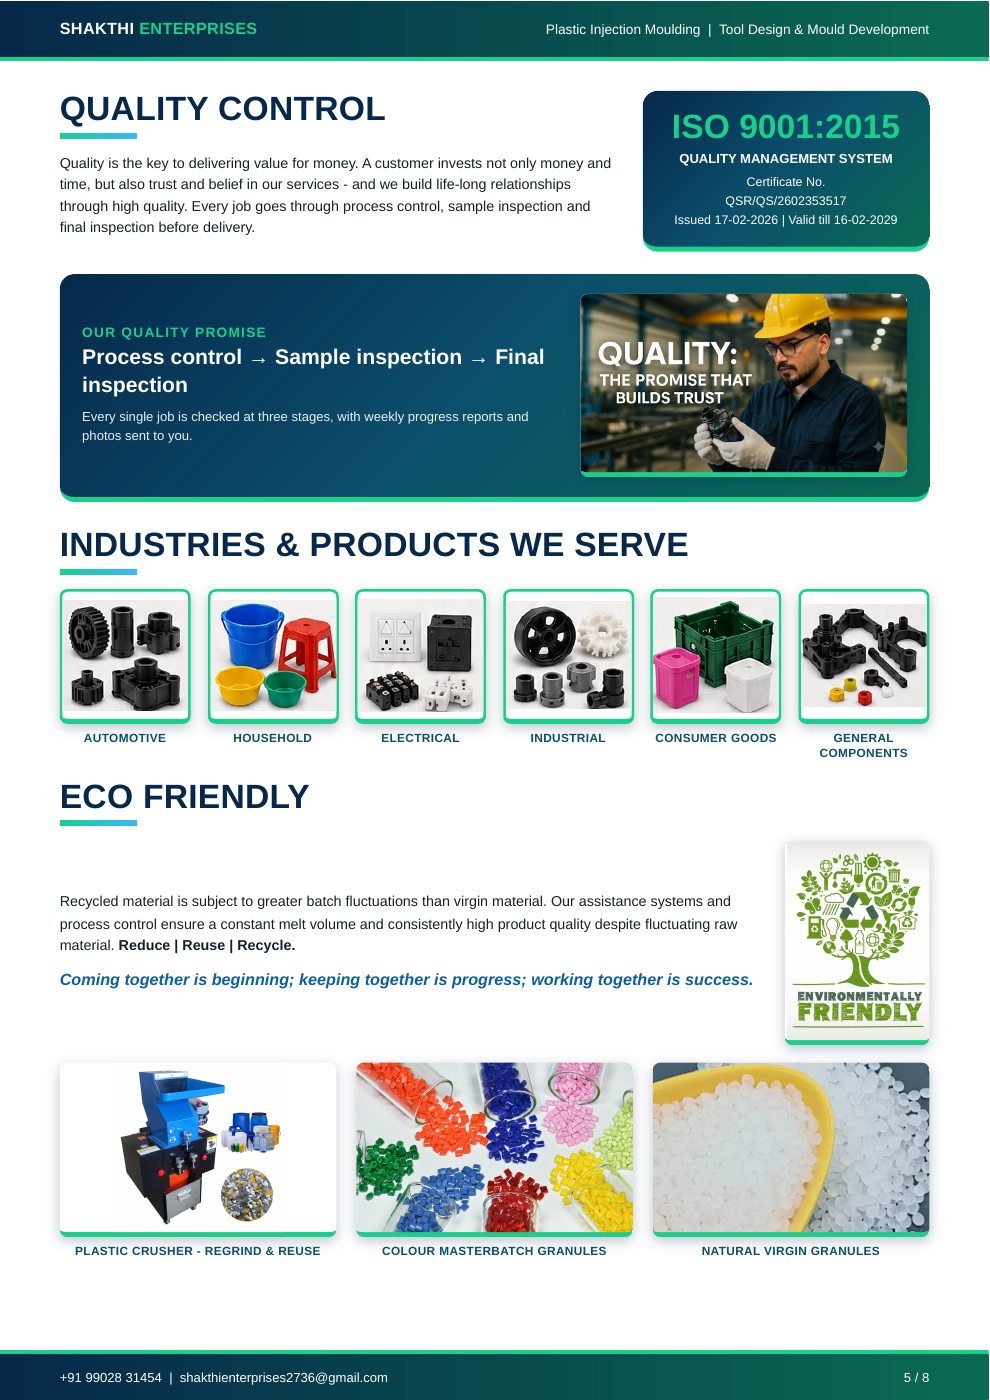 SHAKTHI ENTERPRISES
Plastic Injection Moulding | Tool Design & Mould Development
QUALITY CONTROL
Quality is the key to delivering value for money. A customer invests not only money and
time, but also trust and belief in our services - and we build life-long relationships
through high quality. Every job goes through process control, sample inspection and
final inspection before delivery.
ISO 9001:2015
QUALITY MANAGEMENT SYSTEM
Certificate No.
QSR/QS/2602353517
Issued 17-02-2026 | Valid till 16-02-2029
OUR QUALITY PROMISE
Process control → Sample inspection → Final
inspection
Every single job is checked at three stages, with weekly progress reports and
photos sent to you.
QUALITY:
THE PROMISE THAT
BUILDS TRUST
INDUSTRIES & PRODUCTS WE SERVE
AUTOMOTIVE
HOUSEHOLD
ELECTRICAL
INDUSTRIAL
CONSUMER GOODS
GENERAL
COMPONENTS
ECO FRIENDLY
Recycled material is subject to greater batch fluctuations than virgin material. Our assistance systems and
process control ensure a constant melt volume and consistently high product quality despite fluctuating raw
material. Reduce | Reuse | Recycle.
Coming together is beginning; keeping together is progress; working together is success.
ENVIRONMENTALLY
FRIENDLY
PLASTIC CRUSHER - REGRIND & REUSE
COLOUR MASTERBATCH GRANULES
NATURAL VIRGIN GRANULES
+91 99028 31454 | shakthienterprises2736@gmail.com
5 / 8